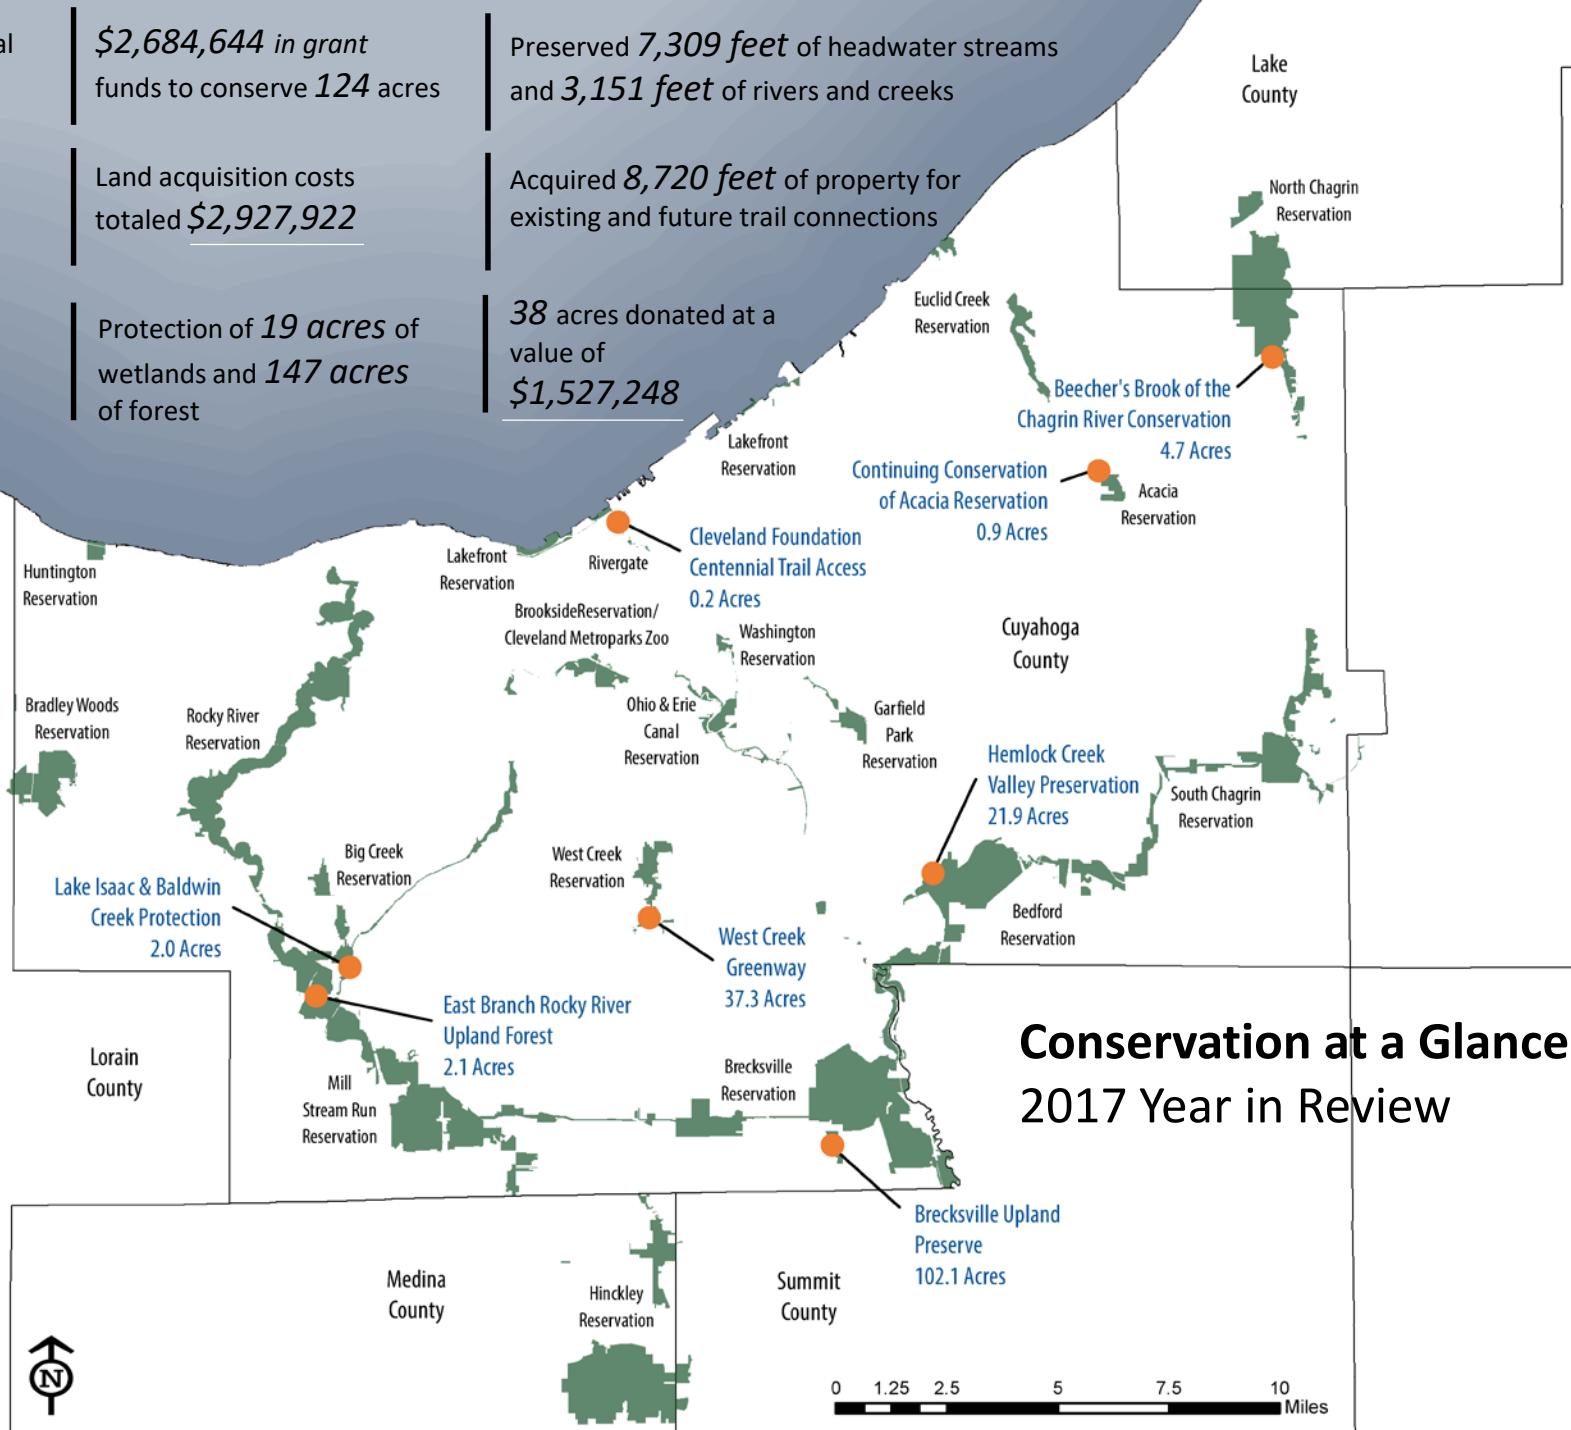 al
$2,684,644 in grant
funds to conserve 124 acres
Preserved 7,309 feet of headwater streams
and 3,151 feet of rivers and creeks
Land acquisition costs
totaled $2,927,922
Acquired 8,720 feet of property for
existing and future trail connections
Protection of 19 acres of
wetlands and 147 acres
of forest
38 acres donated at a
value of
$1,527,248
Lake
County
North Chagrin
Reservation
Euclid Creek
Reservation
Beecher's Brook of the
Chagrin River Conservation
4.7 Acres
Lakefront
Reservation
Continuing Conservation
of Acacia Reservation
0.9 Acres
Acacia
Reservation
Cleveland Foundation
Centennial Trail Access
0.2 Acres
Lakefront
Reservation
Rivergate
Huntington
Reservation
BrooksideReservation/
Cleveland Metroparks Zoo
Washington
Reservation
Cuyahoga
County
Bradley Woods
Reservation
Rocky River
Reservation
Ohio & Erie
Canal
Reservation
Garfield
Park
Reservation
Hemlock Creek
Valley Preservation
21.9 Acres
South Chagrin
Reservation
Big Creek
Reservation
West Creek
Reservation
Lake Isaac & Baldwin
Creek Protection
2.0 Acres
Bedford
Reservation
West Creek
Greenway
37.3 Acres
East Branch Rocky River
Upland Forest
2.1 Acres
Conservation at a Glance
2017 Year in Review
Lorain
County
Mill
Stream Run
Reservation
Brecksville
Reservation
Brecksville Upland
Preserve
102.1 Acres
Medina
County
Hinckley
Reservation
Summit
County
N
0 1.25 2.5 5 7.5 10
Miles